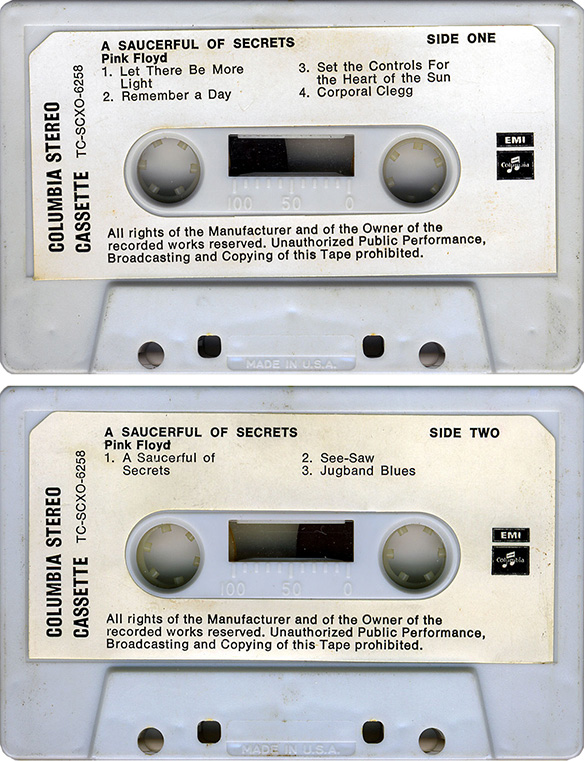 A SAUCERFUL OF SECRETS
SIDE ONE
Pink Floyd
1. Let There Be More
Light
2. Remember a Day
3. Set the Controls For
the Heart of the Sun
4. Corporal Clegg
COLUMBIA STEREO
CASSETTE TC-SCXO-6258
EMI
Columbia
100 50 0
All rights of the Manufacturer and of the Owner of the
recorded works reserved. Unauthorized Public Performance,
Broadcasting and Copying of this Tape prohibited.
MADE IN U.S.A.
A SAUCERFUL OF SECRETS
SIDE TWO
Pink Floyd
1. A Saucerful of
Secrets
2. See-Saw
3. Jugband Blues
COLUMBIA STEREO
CASSETTE TC-SCXO-6258
EMI
Columbia
100 50 0
All rights of the Manufacturer and of the Owner of the
recorded works reserved. Unauthorized Public Performance,
Broadcasting and Copying of this Tape prohibited.
MADE IN U.S.A.